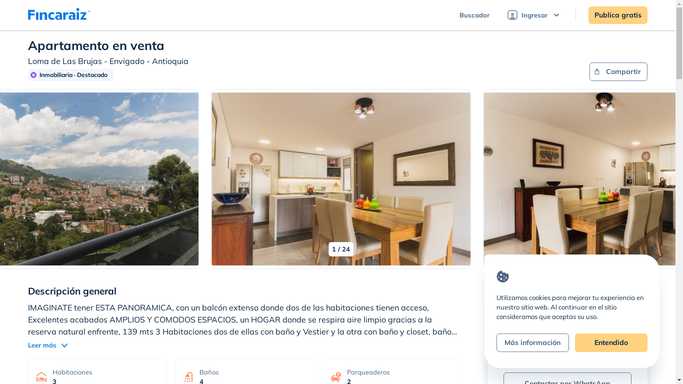 Fincaraiz
Buscador
Ingresar
Publica gratis
Apartamento en venta
Loma de Las Brujas - Envigado - Antioquia
Inmobiliaria · Destacado
Compartir
1 / 24
Descripción general
IMAGINATE tener ESTA PANORAMICA, con un balcón extenso donde dos de las habitaciones tienen acceso,
Excelentes acabados AMPLIOS Y COMODOS ESPACIOS, un HOGAR donde se respira aire limpio gracias a la
reserva natural enfrente, 139 mts 3 Habitaciones dos de ellas con baño y Vestier y la otra con baño y closet, baño...
Leer más
Habitaciones
3
Baños
4
Parqueaderos
2
Utilizamos cookies para mejorar tu experiencia en
nuestro sitio web. Al continuar en el sitio
consideramos que aceptas su uso.
Más información
Entendido
Contactar por WhatsApp